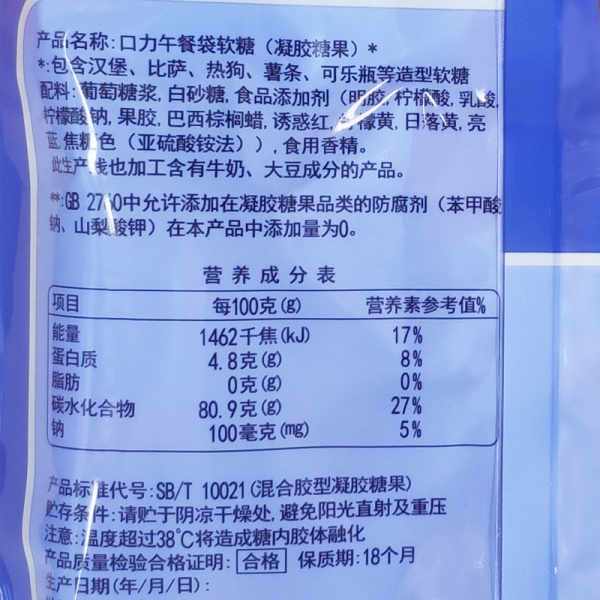 产品名称:口力午餐袋软糖（凝胶糖果）*
*:包含汉堡、比萨、热狗、薯条、可乐瓶等造型软糖
配料:葡萄糖浆,白砂糖,食品添加剂（明胶,柠檬酸,乳酸,
柠檬酸钠,果胶,巴西棕榈蜡,诱惑红,柠檬黄,日落黄,亮
蓝,焦糖色（亚硫酸铵法）),食用香精。
此生产线也加工含有牛奶、大豆成分的产品。
**:GB 2760中允许添加在凝胶糖果品类的防腐剂（苯甲酸
钠、山梨酸钾）在本产品中添加量为0。
营养成分表
项目 每100克(g) 营养素参考值%
能量 1462千焦(kJ) 17%
蛋白质 4.8克(g) 8%
脂肪 0克(g) 0%
碳水化合物 80.9克(g) 27%
钠 100毫克(mg) 5%
产品标准代号:SB/T 10021(混合胶型凝胶糖果)
贮存条件:请贮于阴凉干燥处,避免阳光直射及重压
注意:温度超过38℃将造成糖内胶体融化
产品质量检验合格证明:合格 保质期:18个月
生产日期(年/月/日):